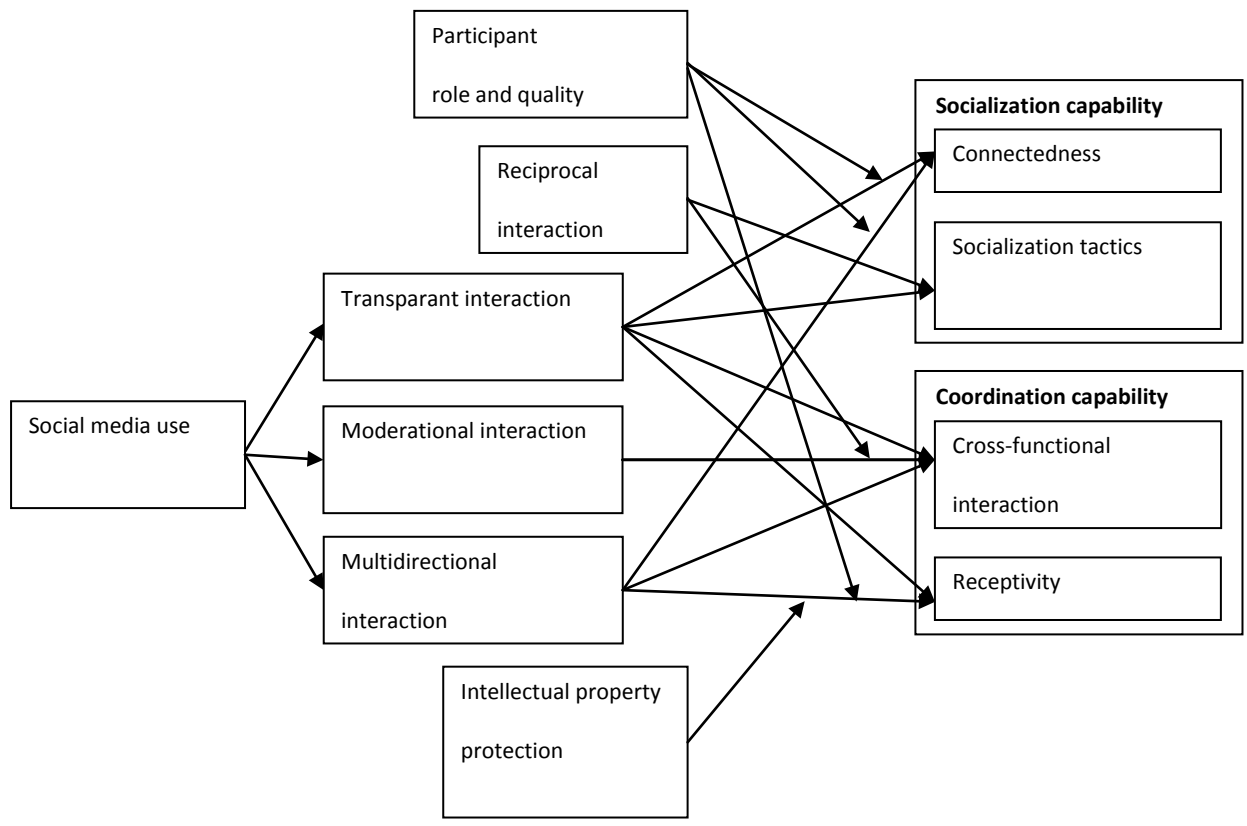 Participant
role and quality
Socialization capability
Connectedness
Reciprocal
interaction
Socialization tactics
Transparant interaction
Coordination capability
Social media use
Moderational interaction
Cross-functional
interaction
Multidirectional
interaction
Receptivity
Intellectual property
protection